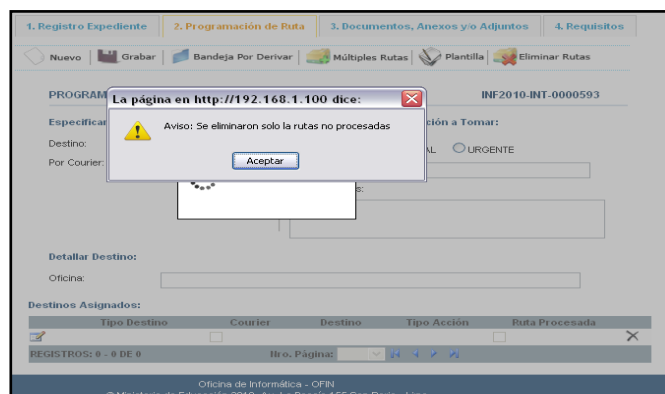 1. Registro Expediente 2. Programación de Ruta 3. Documentos, Anexos y/o Adjuntos 4. Requisitos
Nuevo Grabar Bandeja Por Derivar Múltiples Rutas Plantilla Eliminar Rutas
PROGRAM INF2010-INT-0000593
La página en http://192.168.1.100 dice:
Especificar ción a Tomar:
Aviso: Se eliminaron solo la rutas no procesadas
Destino: AL URGENTE
Por Courier:
Aceptar
s:
Detallar Destino:
Oficina:
Destinos Asignados:
Tipo Destino Courier Destino Tipo Acción Ruta Procesada
REGISTROS: 0 - 0 DE 0 Nro. Página:
Oficina de Informática - OFIN